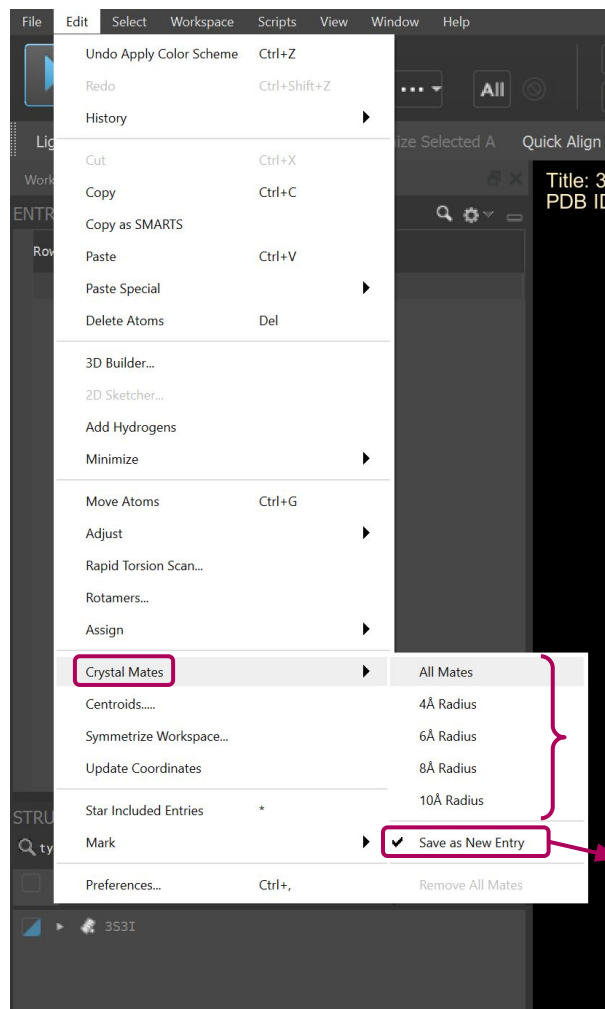 File Edit Select Workspace Scripts View Window Help
Undo Apply Color Scheme Ctrl+Z
Redo Ctrl+Shift+Z
History
Cut Ctrl+X
Copy Ctrl+C
Copy as SMARTS
Paste Ctrl+V
Paste Special
Delete Atoms Del
3D Builder...
2D Sketcher...
Add Hydrogens
Minimize
Move Atoms Ctrl+G
Adjust
Rapid Torsion Scan...
Rotamers...
Assign
Crystal Mates
Centroids.....
Symmetrize Workspace...
Update Coordinates
Star Included Entries *
Mark
Preferences... Ctrl+,
All Mates
4Å Radius
6Å Radius
8Å Radius
10Å Radius
Save as New Entry
Remove All Mates
••• All
Lig ize Selected A Quick Align
Work
ENTR
Row
Title: 3
PDB ID
STRU
ty
3S3I